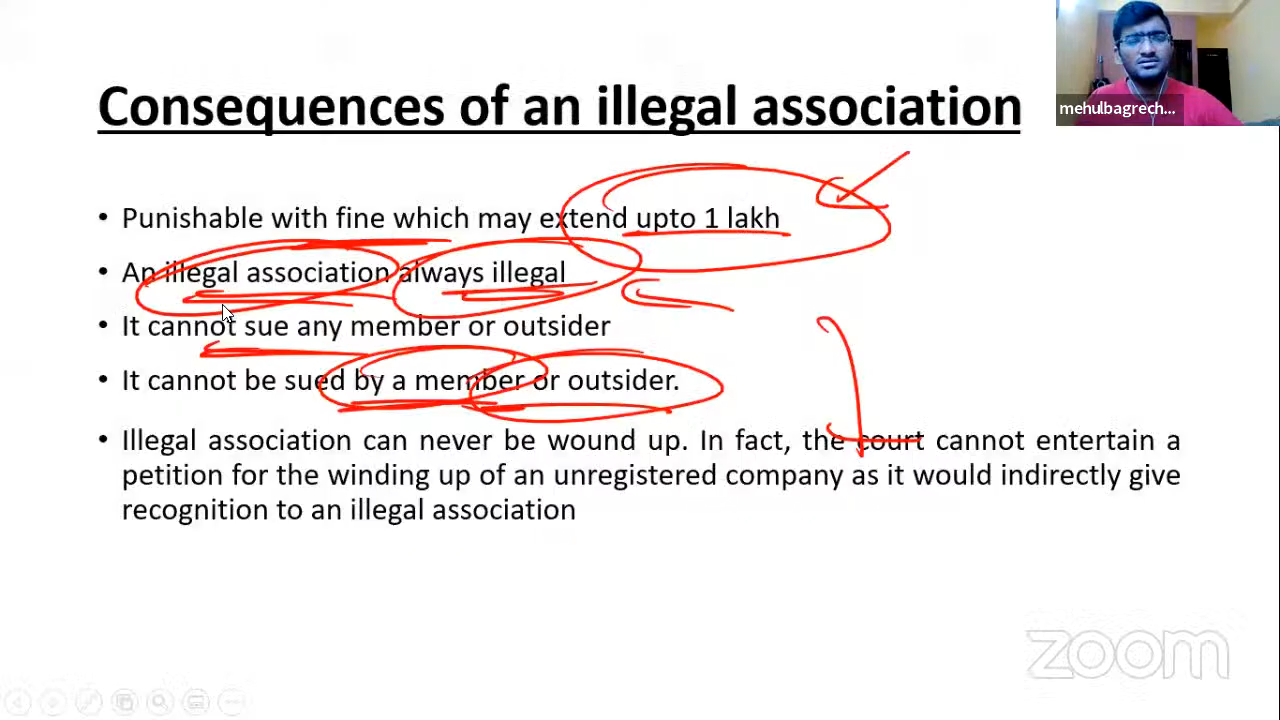 Consequences of an illegal association
mehulbagrech...
• Punishable with fine which may extend upto 1 lakh
• An illegal association always illegal
• It cannot sue any member or outsider
• It cannot be sued by a member or outsider.
• Illegal association can never be wound up. In fact, the court cannot entertain a
petition for the winding up of an unregistered company as it would indirectly give
recognition to an illegal association
zoom